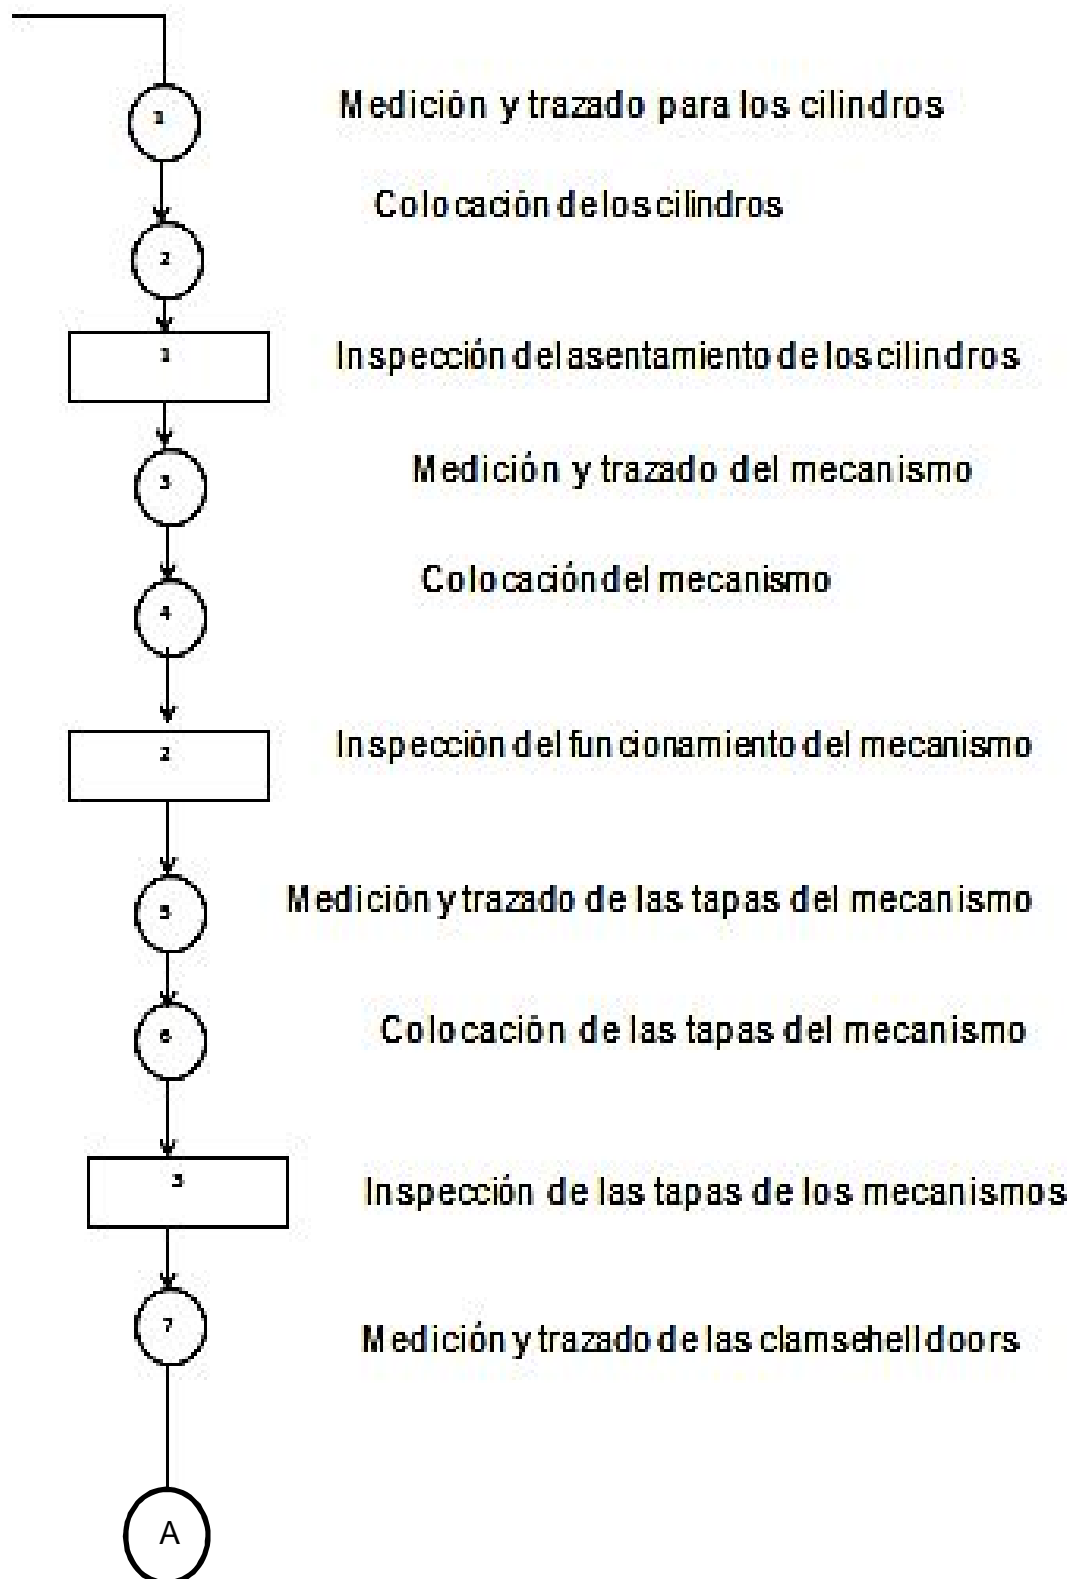 1
Medición y trazado para los cilindros
Colocación de los cilindros
2
1
Inspección del asentamiento de los cilindros
3
Medición y trazado del mecanismo
Colocación del mecanismo
4
2
Inspección del funcionamiento del mecanismo
5
Medición y trazado de las tapas del mecanismo
6
Colocación de las tapas del mecanismo
3
Inspección de las tapas de los mecanismos
7
Medición y trazado de las clamsehell doors
A